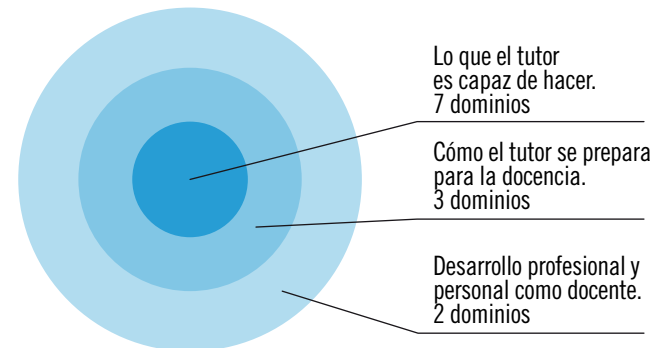 Lo que el tutor
es capaz de hacer.
7 dominios
Cómo el tutor se prepara
para la docencia.
3 dominios
Desarrollo profesional y
personal como docente.
2 dominios